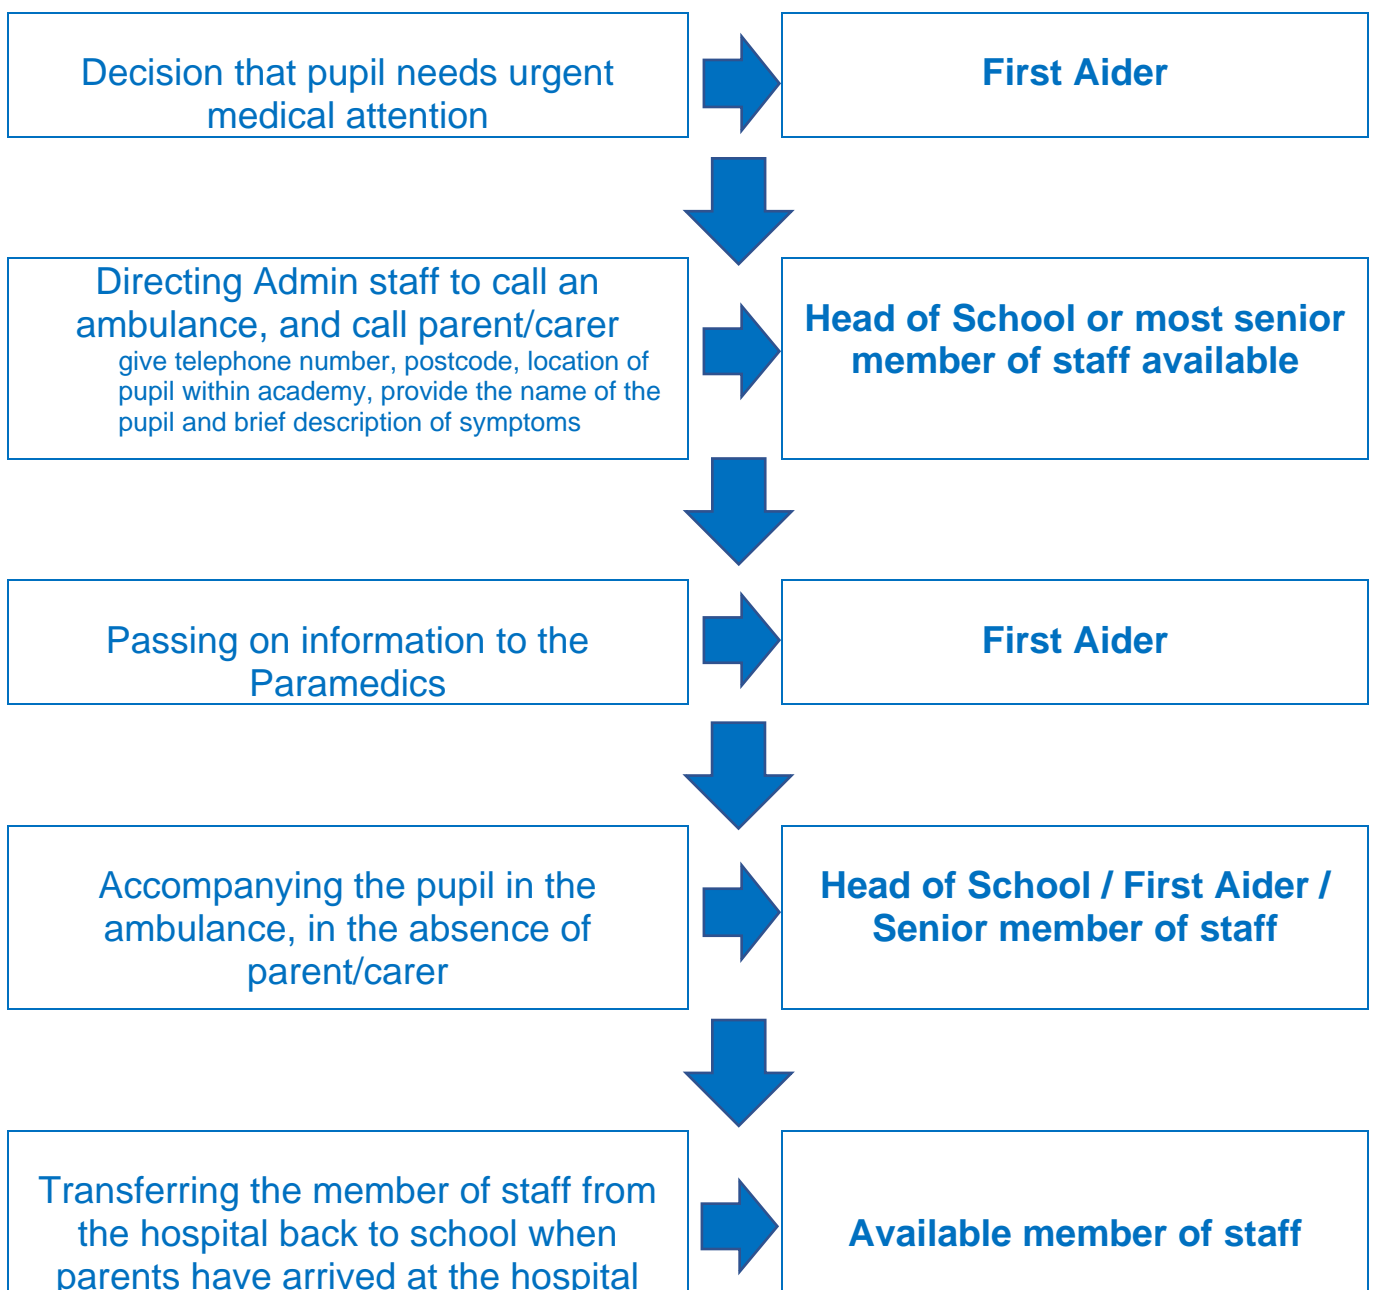 Decision that pupil needs urgent
medical attention
First Aider
Directing Admin staff to call an
ambulance, and call parent/carer
give telephone number, postcode, location of
pupil within academy, provide the name of the
pupil and brief description of symptoms
Head of School or most senior
member of staff available
Passing on information to the
Paramedics
First Aider
Accompanying the pupil in the
ambulance, in the absence of
parent/carer
Head of School / First Aider /
Senior member of staff
Transferring the member of staff from
the hospital back to school when
parents have arrived at the hospital
Available member of staff